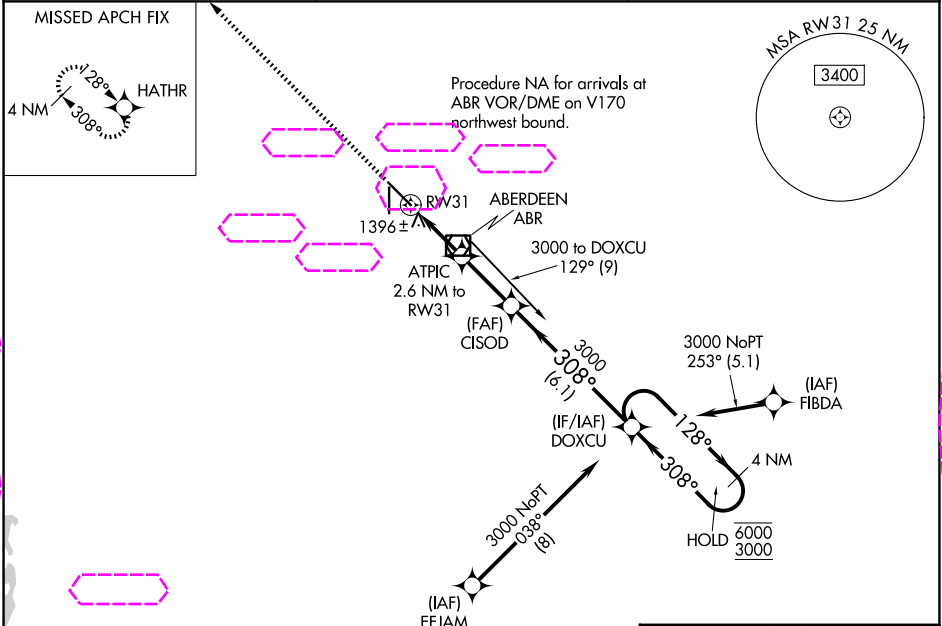 MISSED APCH FIX
128°
HATHR
4 NM
308°
Procedure NA for arrivals at
ABR VOR/DME on V170
northwest bound.
MSA RW31 25 NM
3400
RW31
1396±
ABERDEEN
ABR
3000 to DOXCU
129° (9)
ATPIC
2.6 NM to
RW31
(FAF)
CISOD
3000
308°
(6.1)
3000 NoPT
253° (5.1)
(IAF)
FIBDA
(IF/IAF)
DOXCU
128°
308°
4 NM
HOLD
6000
3000
3000 NoPT
038°
(8)
(IAF)